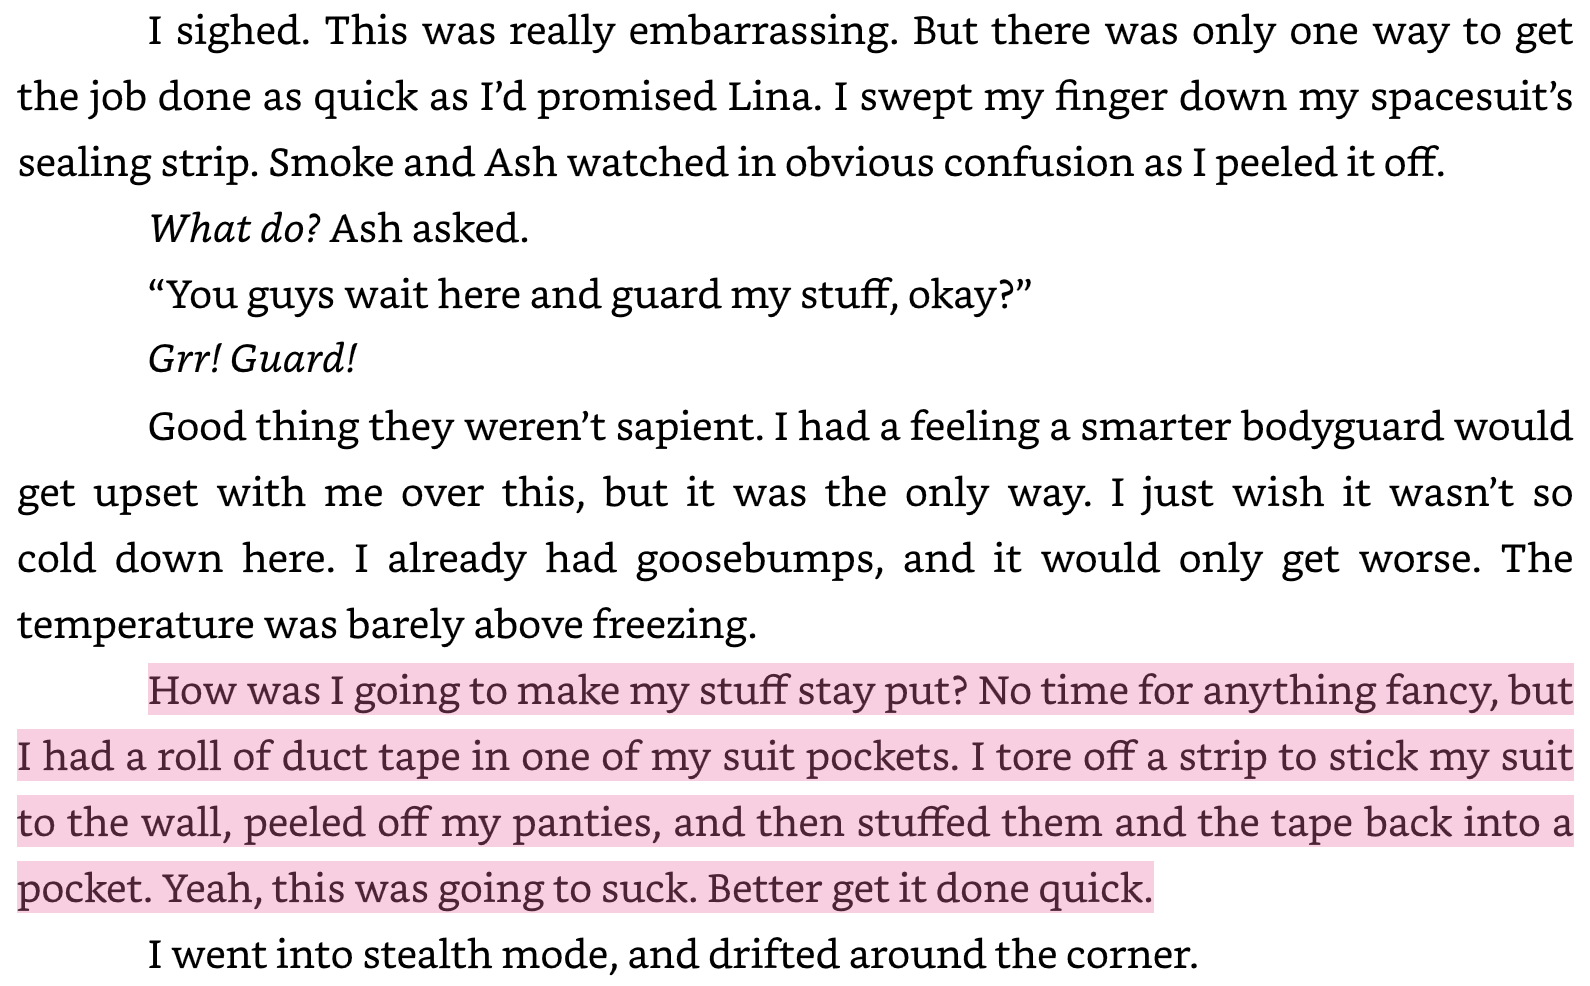 I sighed. This was really embarrassing. But there was only one way to get
the job done as quick as I’d promised Lina. I swept my finger down my spacesuit’s
sealing strip. Smoke and Ash watched in obvious confusion as I peeled it off.
What do? Ash asked.
“You guys wait here and guard my stuff, okay?”
Grr! Guard!
Good thing they weren’t sapient. I had a feeling a smarter bodyguard would
get upset with me over this, but it was the only way. I just wish it wasn’t so
cold down here. I already had goosebumps, and it would only get worse. The
temperature was barely above freezing.
How was I going to make my stuff stay put? No time for anything fancy, but
I had a roll of duct tape in one of my suit pockets. I tore off a strip to stick my suit
to the wall, peeled off my panties, and then stuffed them and the tape back into a
pocket. Yeah, this was going to suck. Better get it done quick.
I went into stealth mode, and drifted around the corner.